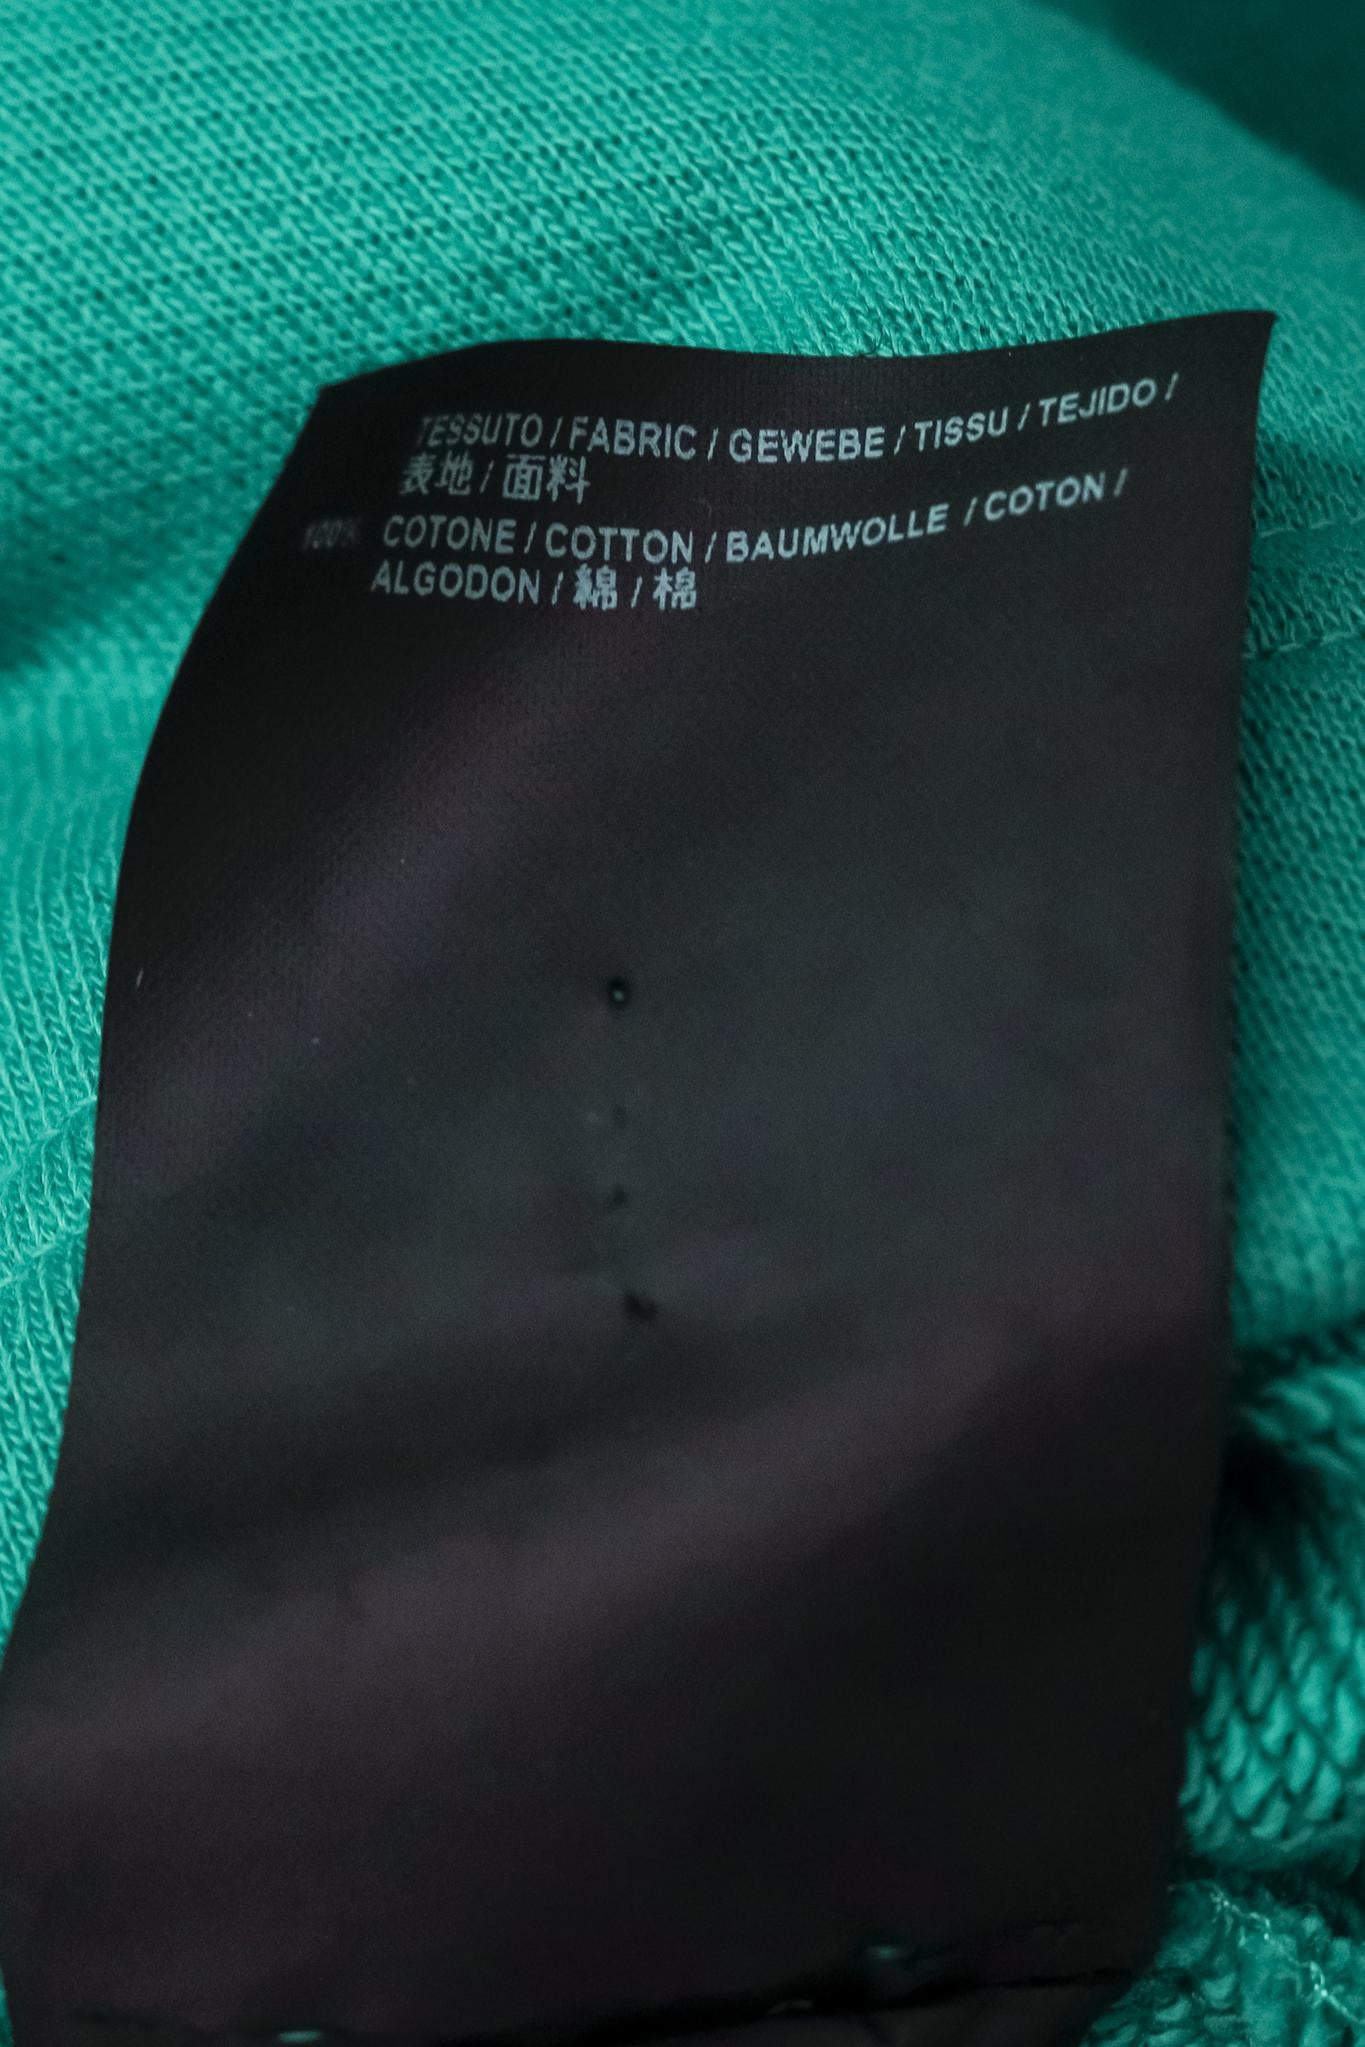 TESSUTO / FABRIC / GEWEBE / TISSU / TEJIDO /
表地 / 面料
100% COTONE / COTTON / BAUMWOLLE / COTON /
ALGODON / 綿 / 棉